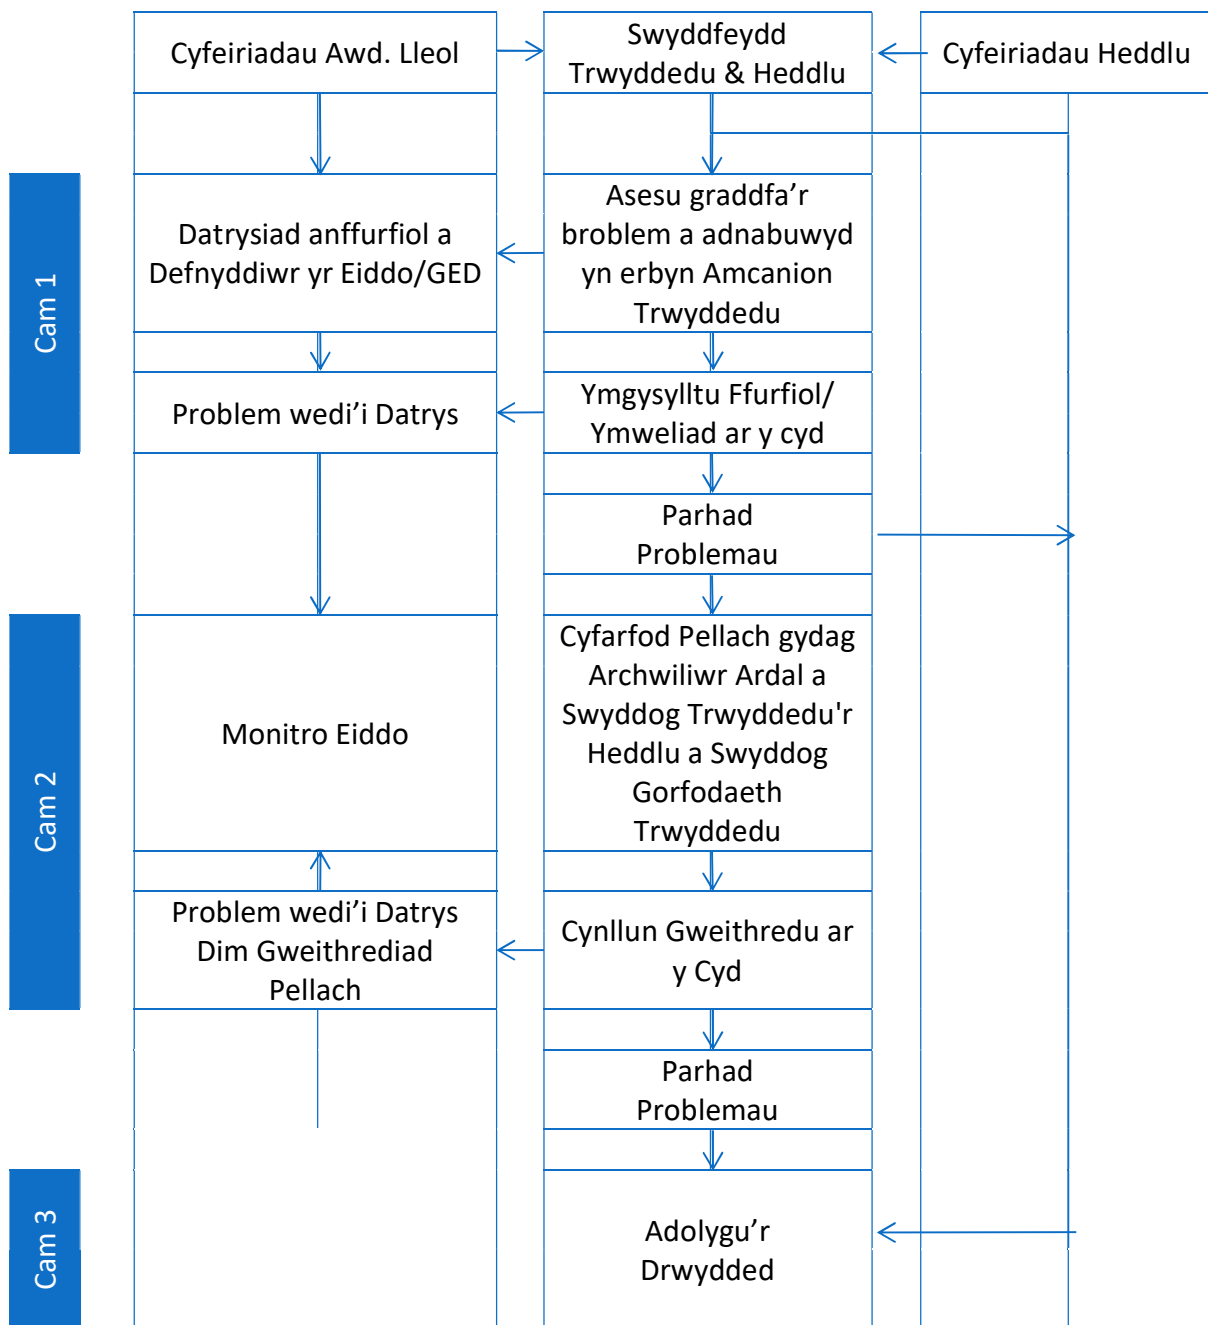 Cyfeiriadau Awd. Lleol
Swyddfeydd
Trwyddedu & Heddlu
Cyfeiriadau Heddlu
Cam 1
Datrysiad anffurfiol a
Defnyddiwr yr Eiddo/GED
Asesu graddfa’r
broblem a adnabuwyd
yn erbyn Amcanion
Trwyddedu
Problem wedi’i Datrys
Ymgysylltu Ffurfiol/
Ymweliad ar y cyd
Parhad
Problemau
Cam 2
Monitro Eiddo
Cyfarfod Pellach gydag
Archwiliwr Ardal a
Swyddog Trwyddedu'r
Heddlu a Swyddog
Gorfodaeth
Trwyddedu
Problem wedi’i Datrys
Dim Gweithrediad
Pellach
Cynllun Gweithredu ar
y Cyd
Parhad
Problemau
Cam 3
Adolygu’r
Drwydded